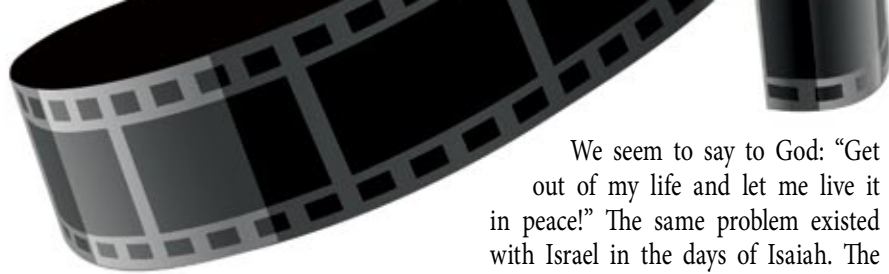 We seem to say to God: “Get
out of my life and let me live it
in peace!” The same problem existed
with Israel in the days of Isaiah. The